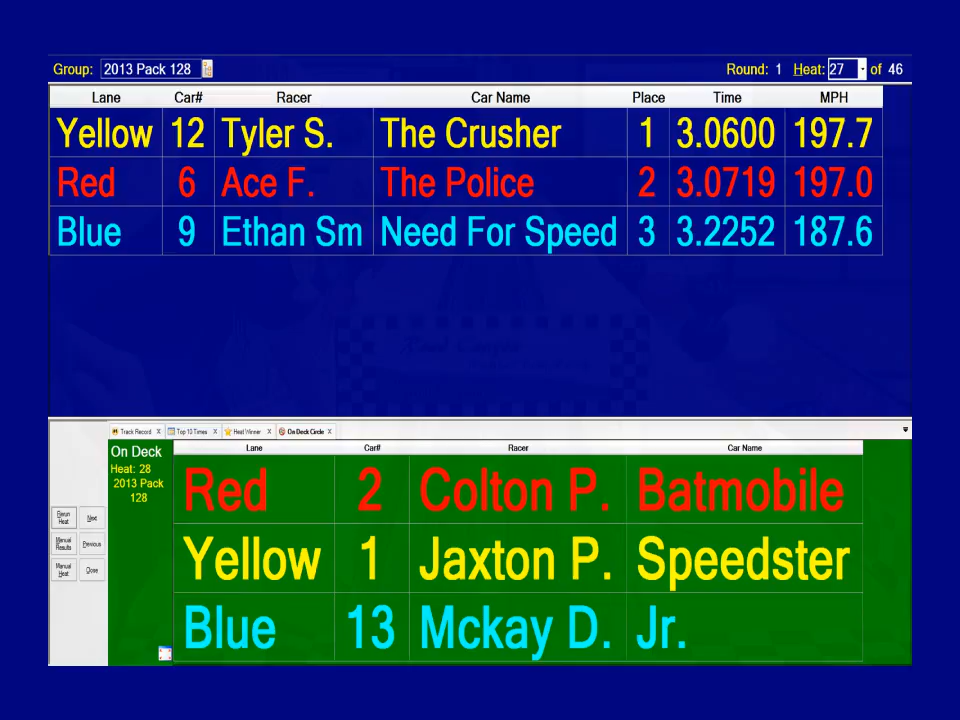 Group: 2013 Pack 128 Round: 1 Heat: 27 of 46
Lane Car# Racer Car Name Place Time MPH
Yellow 12 Tyler S. The Crusher 1 3.0600 197.7
Red 6 Ace F. The Police 2 3.0719 197.0
Blue 9 Ethan Sm Need For Speed 3 3.2252 187.6
Track Record X Top 10 Times X Heat Winner X On Deck Circle X
On Deck
Heat: 28
2013 Pack
128
Lane Car# Racer Car Name
Red 2 Colton P. Batmobile
Yellow 1 Jaxton P. Speedster
Blue 13 Mckay D. Jr.
Rerun
Heat
Next
Manual
Results
Previous
Manual
Heat
Close